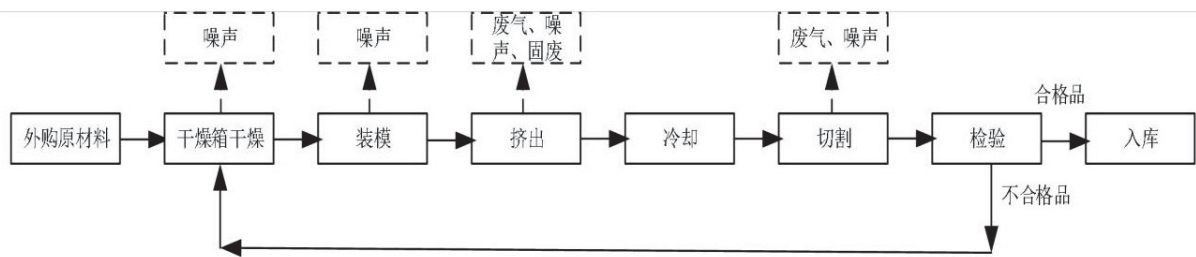 噪声
噪声
废气、噪
声、固废
废气、噪声
合格品
外购原材料
干燥箱干燥
装模
挤出
冷却
切割
检验
入库
不合格品